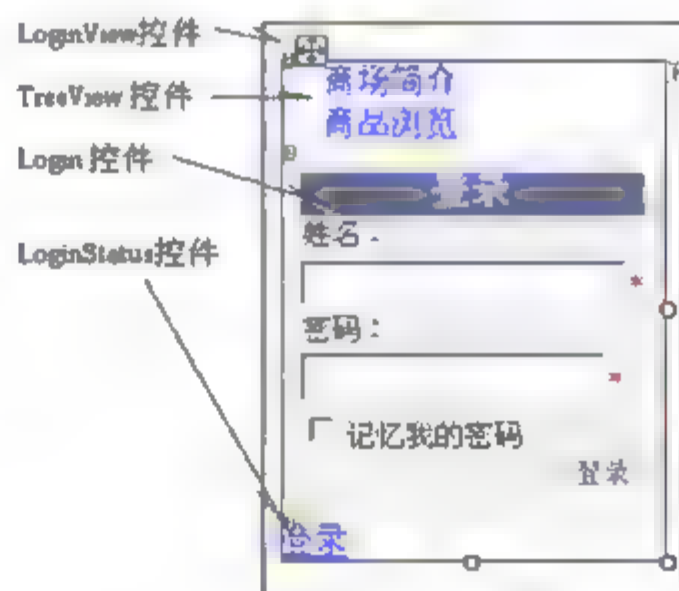 LoginView控件
TreeView 控件
Login 控件
LoginStatus控件
商场简介
商品浏览
登录
姓名：
*
密码：
*
记忆我的密码
登录
登录